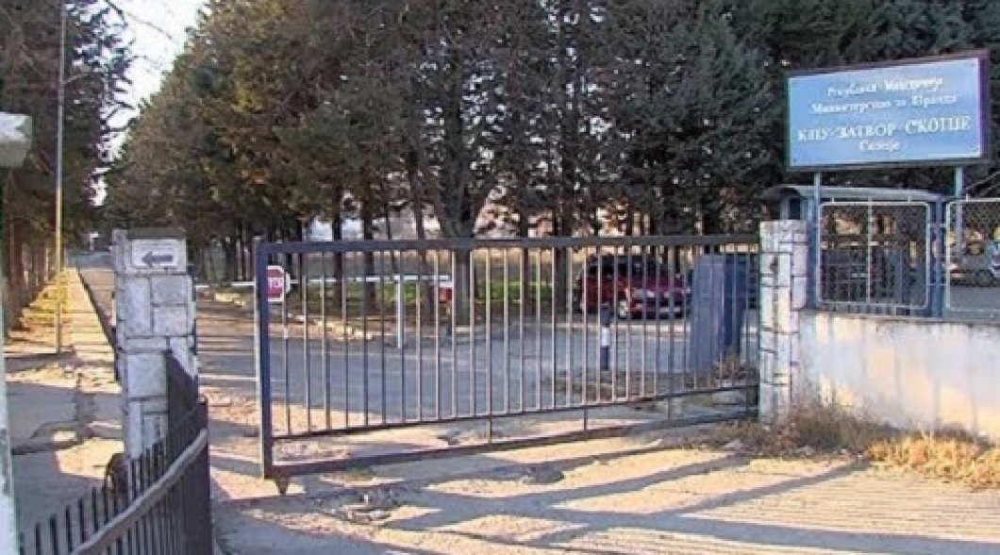 Република Македонија
Министерство за Правда
КПУ-ЗАТВОР-СКОПЈЕ
Скопје